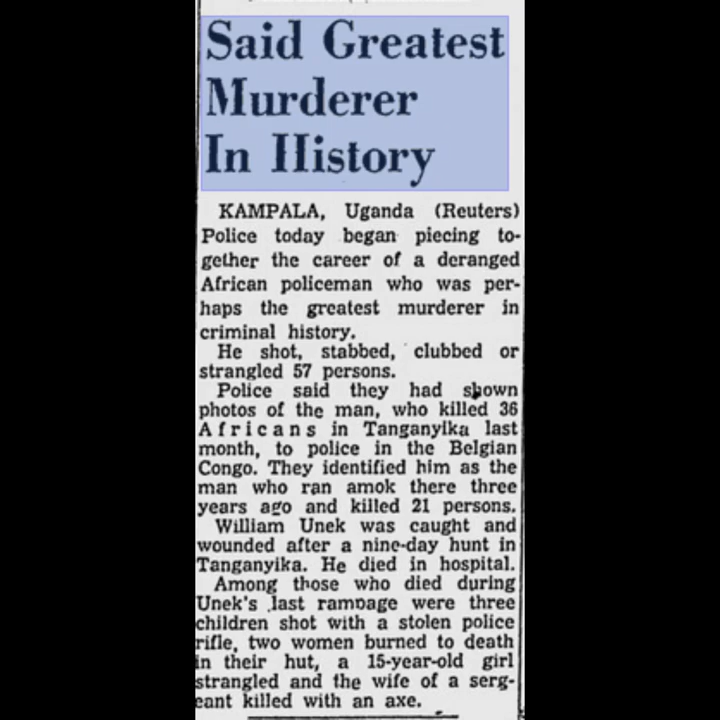 Said Greatest
Murderer
In History
KAMPALA, Uganda (Reuters)
Police today began piecing to-
gether the career of a deranged
African policeman who was per-
haps the greatest murderer in
criminal history.
He shot, stabbed, clubbed or
strangled 57 persons.
Police said they had shown
photos of the man, who killed 36
Africans in Tanganyika last
month, to police in the Belgian
Congo. They identified him as the
man who ran amok there three
years ago and killed 21 persons.
William Unek was caught and
wounded after a nine-day hunt in
Tanganyika. He died in hospital.
Among those who died during
Unek's last rampage were three
children shot with a stolen police
rifle, two women burned to death
in their hut, a 15-year-old girl
strangled and the wife of a serg-
eant killed with an axe.